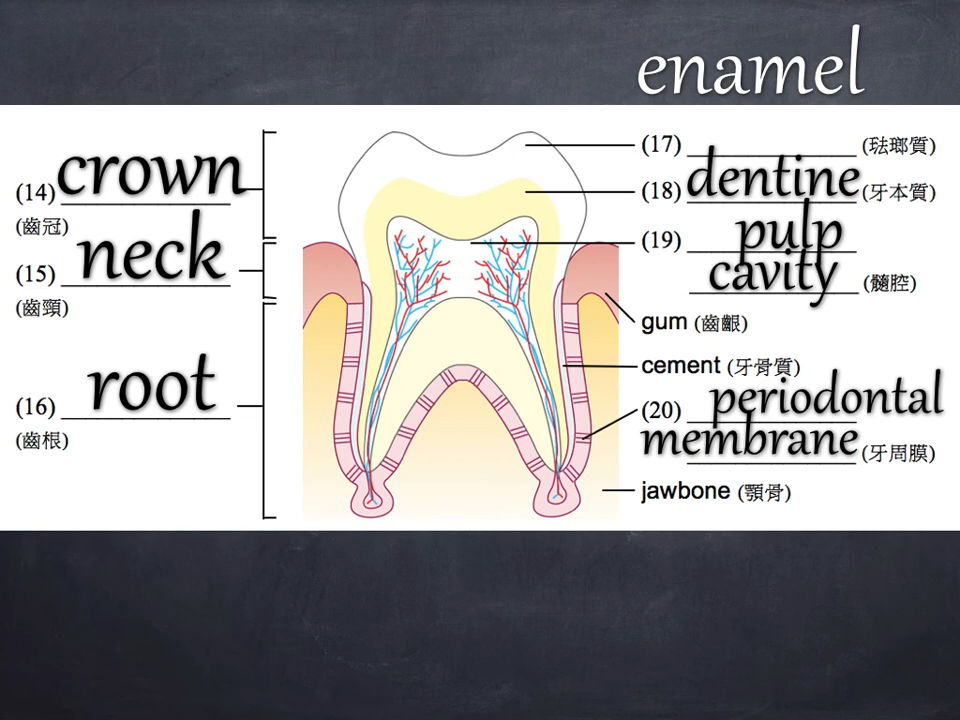 enamel
(14) crown
(齒冠)
(15) neck
(齒頸)
(16) root
(齒根)
(17) (琺瑯質)
(18) dentine (牙本質)
(19) pulp
cavity (髓腔)
gum (齒齦)
cement (牙骨質)
(20) periodontal
membrane (牙周膜)
jawbone (顎骨)